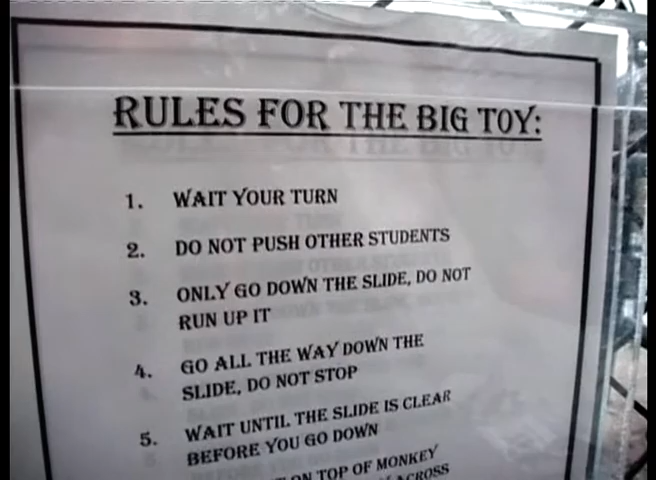 RULES FOR THE BIG TOY:
1. WAIT YOUR TURN
2. DO NOT PUSH OTHER STUDENTS
3. ONLY GO DOWN THE SLIDE, DO NOT
RUN UP IT
4. GO ALL THE WAY DOWN THE
SLIDE, DO NOT STOP
5. WAIT UNTIL THE SLIDE IS CLEAR
BEFORE YOU GO DOWN
ON TOP OF MONKEY
ACROSS